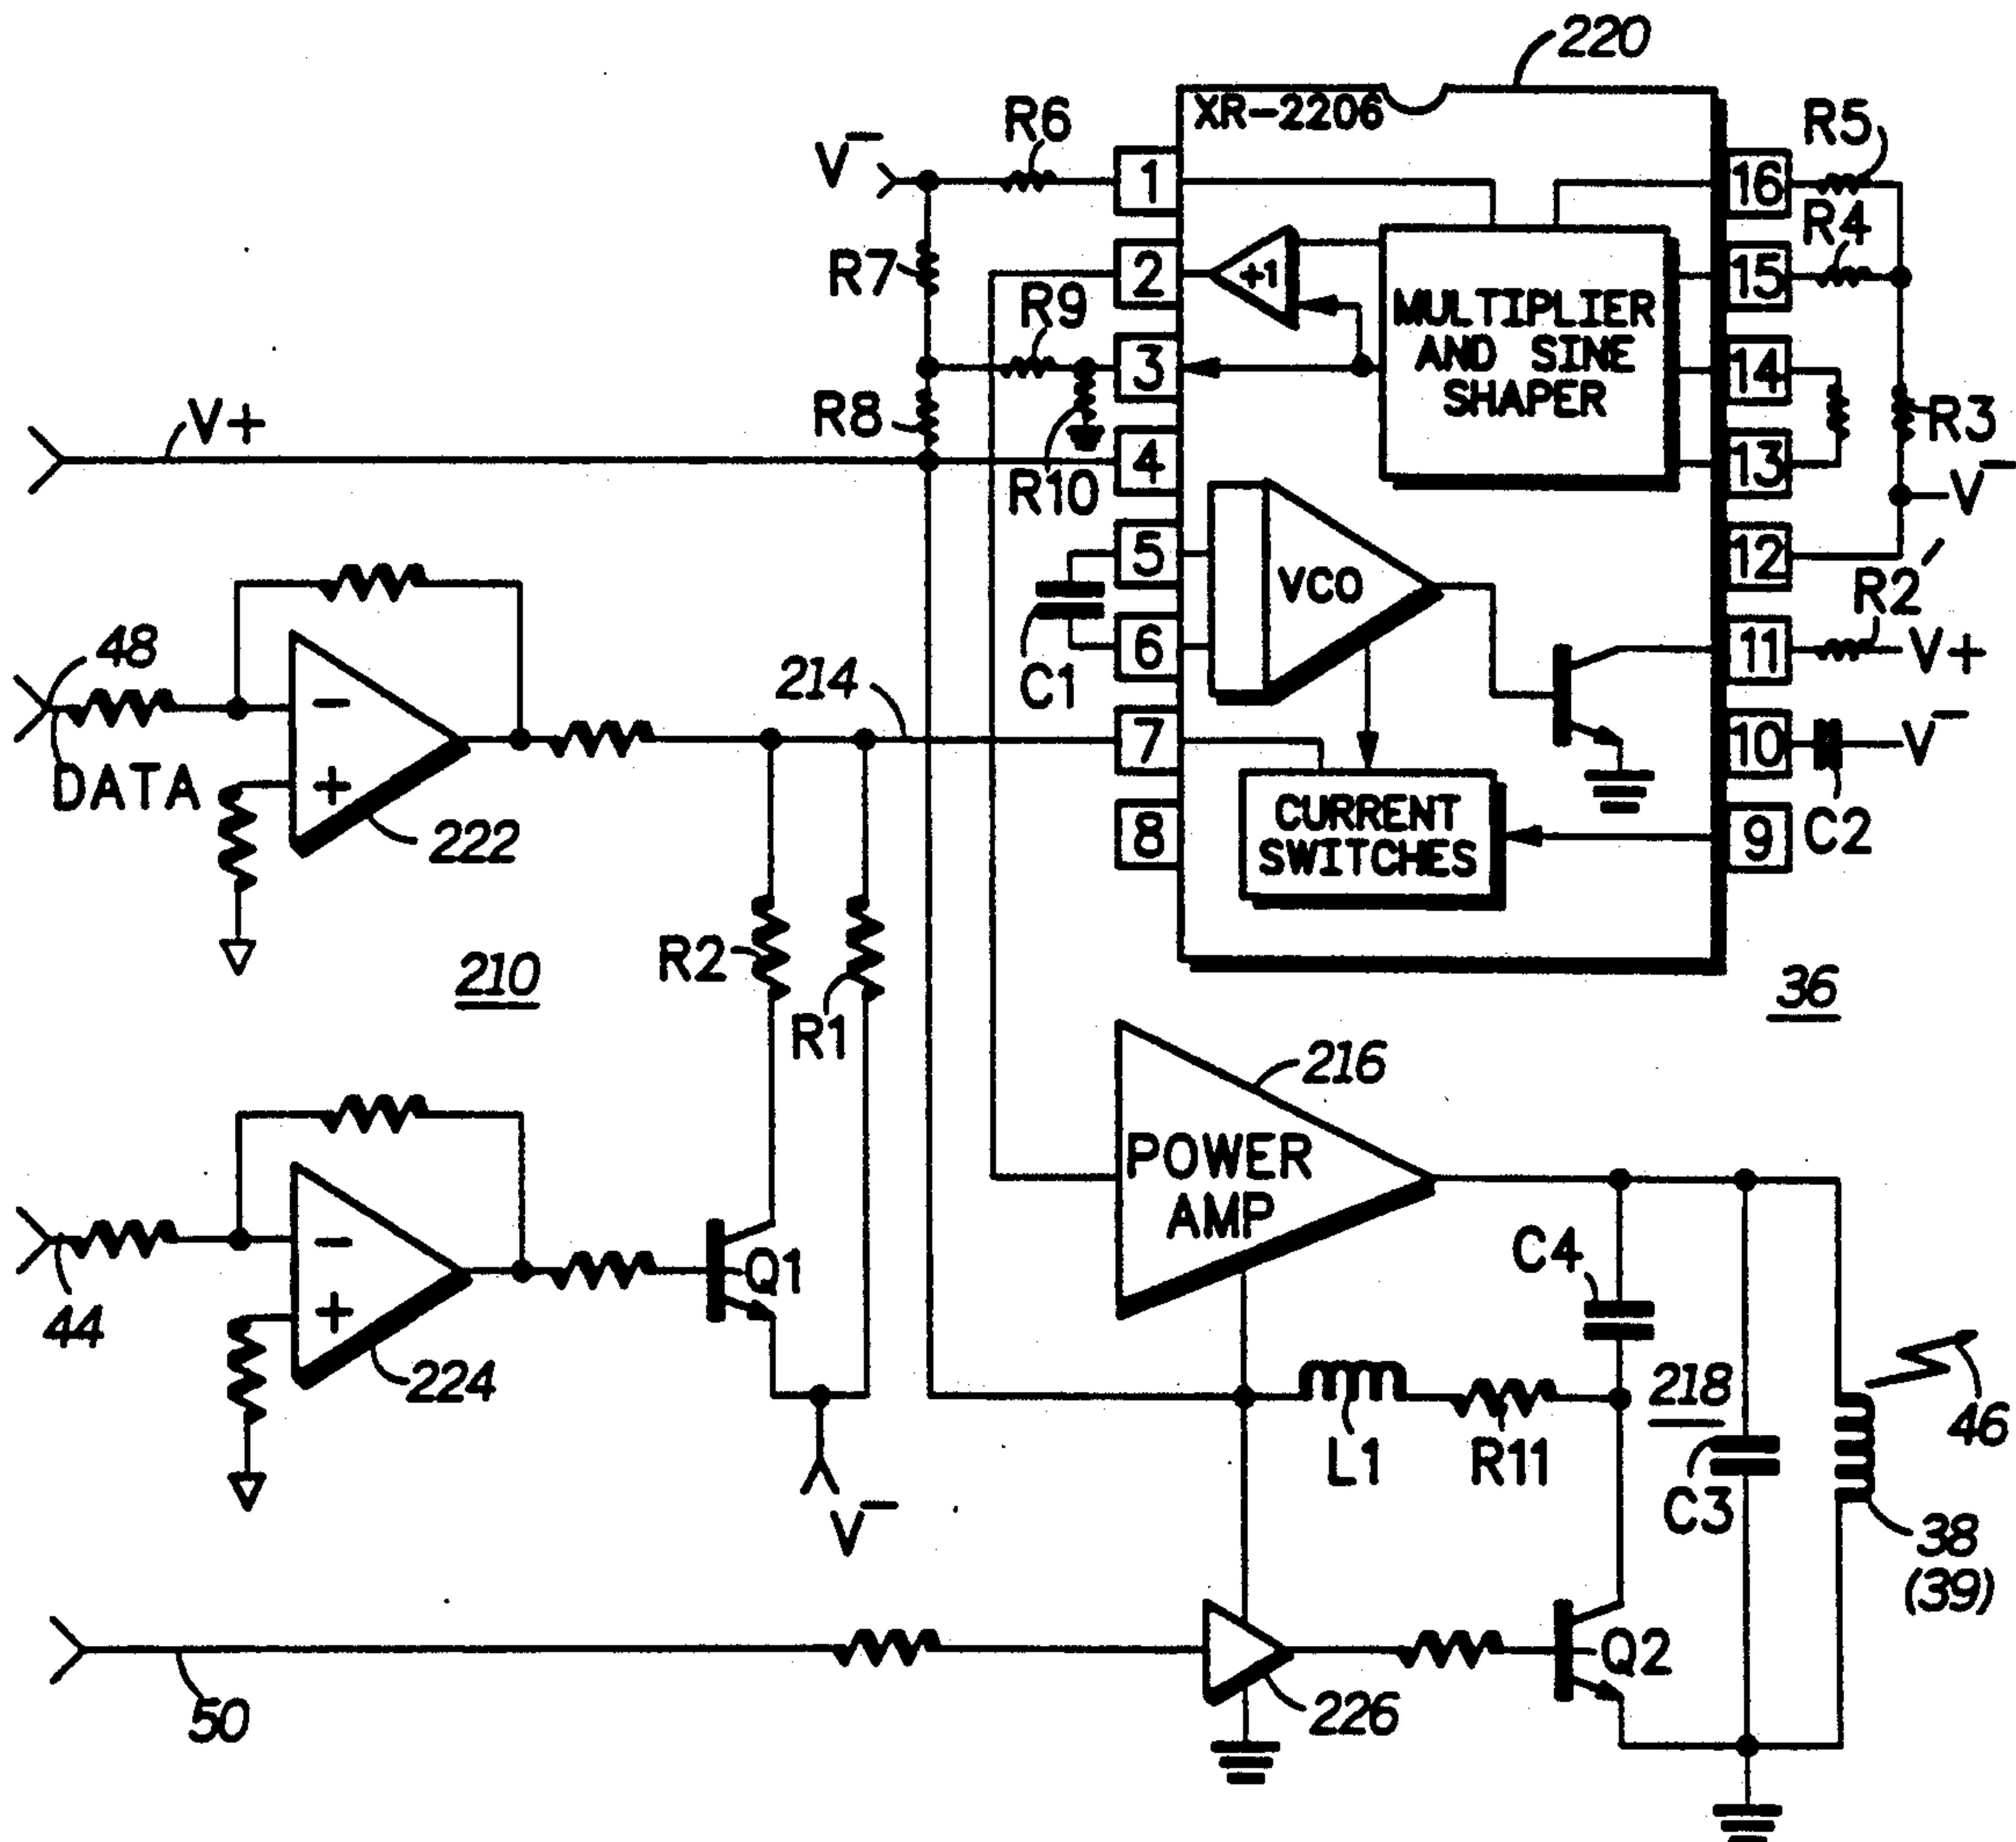 220
XR-2206
R6
R5
V-
1
16
R4
R7
2
+1
15
R9
MULTIPLIER
AND SINE
SHAPER
3
14
R8
R3
V+
4
13
R10
V-
5
12
VCO
R2'
48
C1
6
11
V+
214
7
10
V-
DATA
-
+
222
8
CURRENT
SWITCHES
9
C2
210
R2
R1
36
216
POWER
AMP
C4
-
+
Q1
44
224
218
46
L1
R11
C3
V-
38
(39)
Q2
50
226